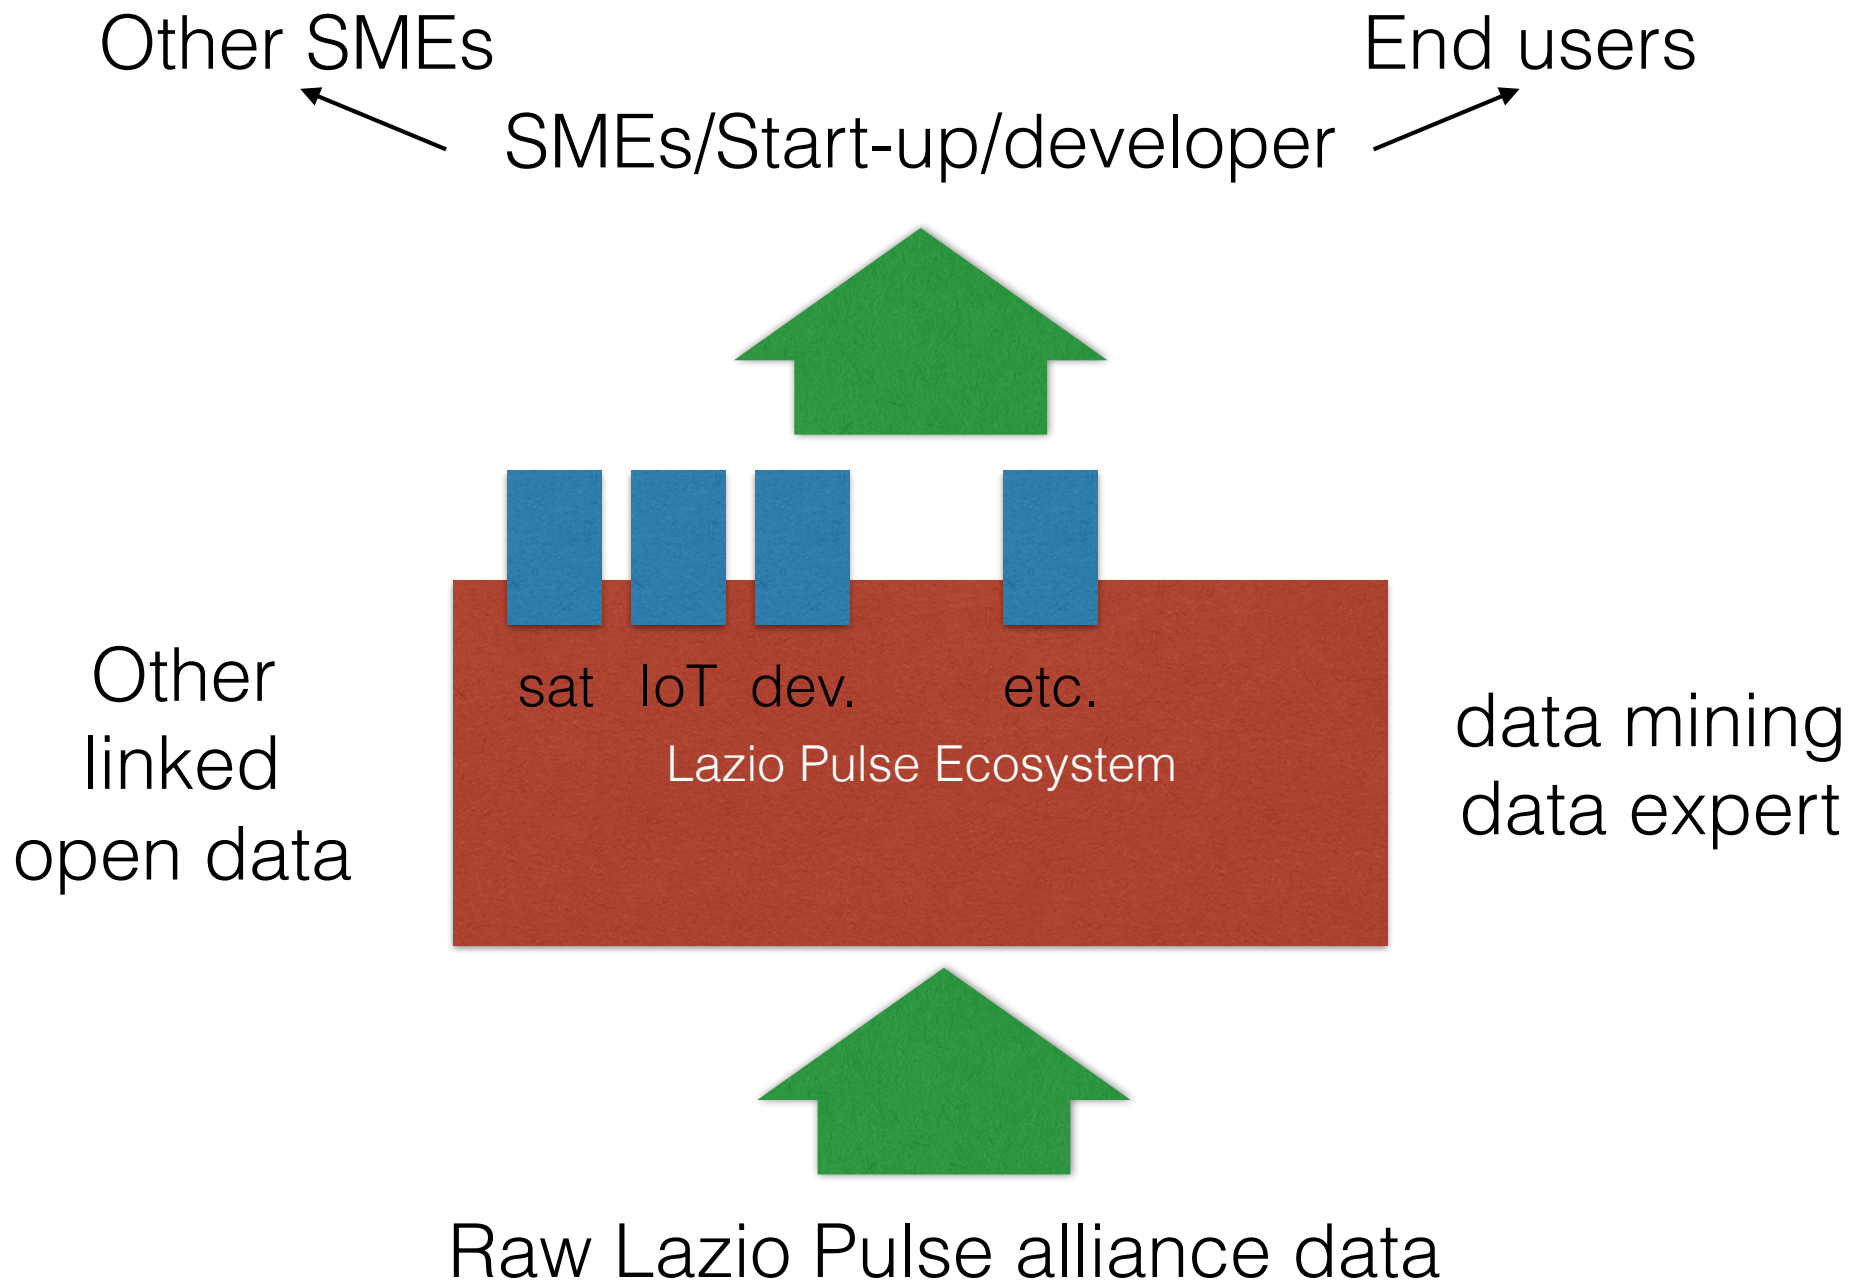 Other SMEs
End users
SMEs/Start-up/developer
sat
IoT
dev.
etc.
Lazio Pulse Ecosystem
Other
linked
open data
data mining
data expert
Raw Lazio Pulse alliance data